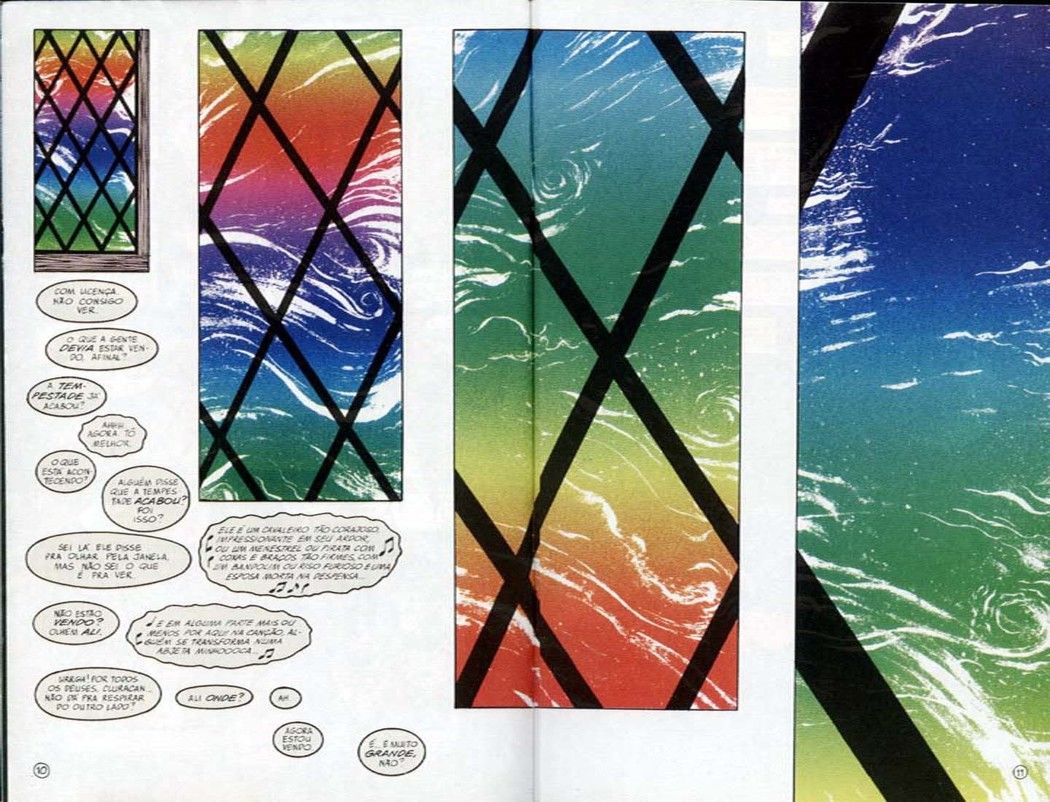 COM LICENÇA.
NÃO CONSIGO
VER.
O QUE A GENTE
DEVIA ESTAR VEN-
DO, AFINAL?
A TEM-
PESTADE JÁ
ACABOU?
AHHH.
AGORA TÔ
MELHOR.
O QUE
ESTÁ ACON-
TECENDO?
ALGUÉM DISSE
QUE A TEMPES
TADE ACABOU?
FOI
ISSO?
SEI LÁ. ELE DISSE
PRA OLHAR PELA JANELA,
MAS NÃO SEI O QUE
É PRA VER.
NÃO ESTÃO
VENDO?
OLHEM ALI.
ELE É UM CAVALEIRO TÃO CORAJOSO,
IMPRESSIONANTE EM SEU ARDOR,
OU UM MENESTREL OU PIRATA COM
COXAS E BRAÇOS TÃO FIRMES, COM
UM BANDOLIM OU RISO FURIOSO E UMA
ESPOSA MORTA NA DESPENSA...
E EM ALGUMA PARTE MAIS OU
MENOS POR AQUI NA CANÇÃO, AL-
GUÉM SE TRANSFORMA NUMA
ABJETA MINHOOOCA...
URRGH! POR TODOS
OS DEUSES, CLURACAN...
NÃO DÁ PRA RESPIRAR
DO OUTRO LADO?
ALI ONDE?
AH.
AGORA
ESTOU
VENDO.
É... É MUITO
GRANDE,
NÃO?
10
11